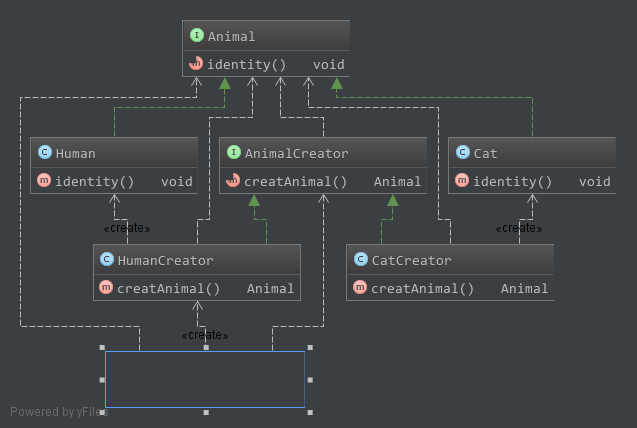 I Animal
m identity() void
C Human
m identity() void
I AnimalCreator
m creatAnimal() Animal
C Cat
m identity() void
«create»
«create»
C HumanCreator
m creatAnimal() Animal
C CatCreator
m creatAnimal() Animal
«create»
Powered by yFiles